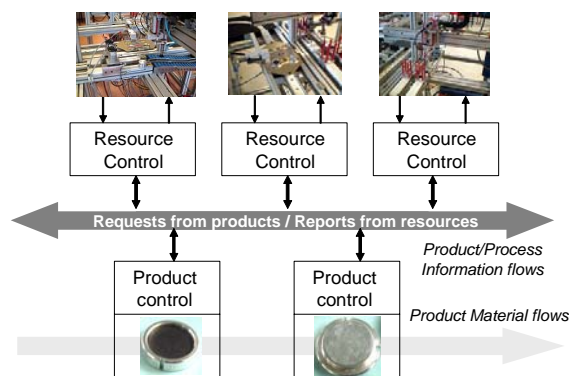 Resource
Control
Resource
Control
Resource
Control
Requests from products / Reports from resources
Product/Process
Information flows
Product
control
Product
control
Product Material flows